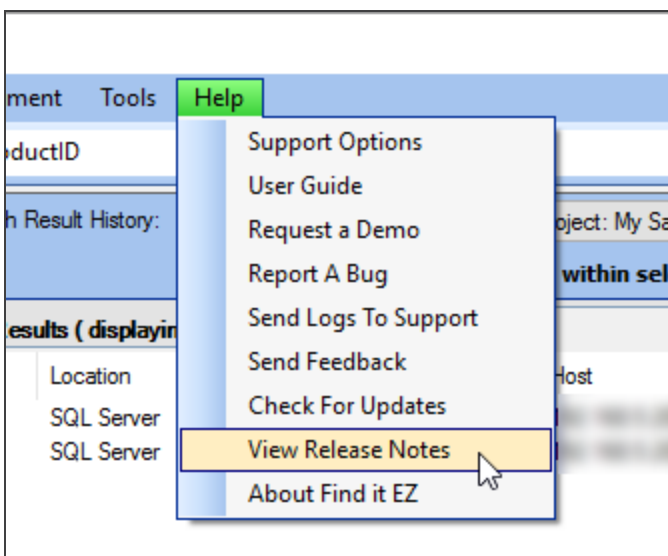 ment Tools Help
oductID
h Result History:
oject: My Sa
within sel
esults ( displayin
Location
Host
SQL Server
SQL Server
Support Options
User Guide
Request a Demo
Report A Bug
Send Logs To Support
Send Feedback
Check For Updates
View Release Notes
About Find it EZ